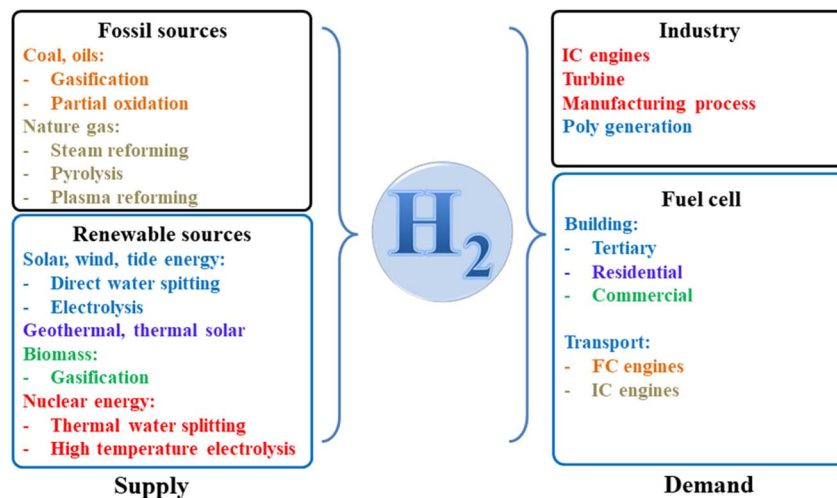 Fossil sources
Coal, oils:
- Gasification
- Partial oxidation
Nature gas:
- Steam reforming
- Pyrolysis
- Plasma reforming
Renewable sources
Solar, wind, tide energy:
- Direct water spitting
- Electrolysis
Geothermal, thermal solar
Biomass:
- Gasification
Nuclear energy:
- Thermal water splitting
- High temperature electrolysis
Supply
H2
Industry
IC engines
Turbine
Manufacturing process
Poly generation
Fuel cell
Building:
- Tertiary
- Residential
- Commercial
Transport:
- FC engines
- IC engines
Demand